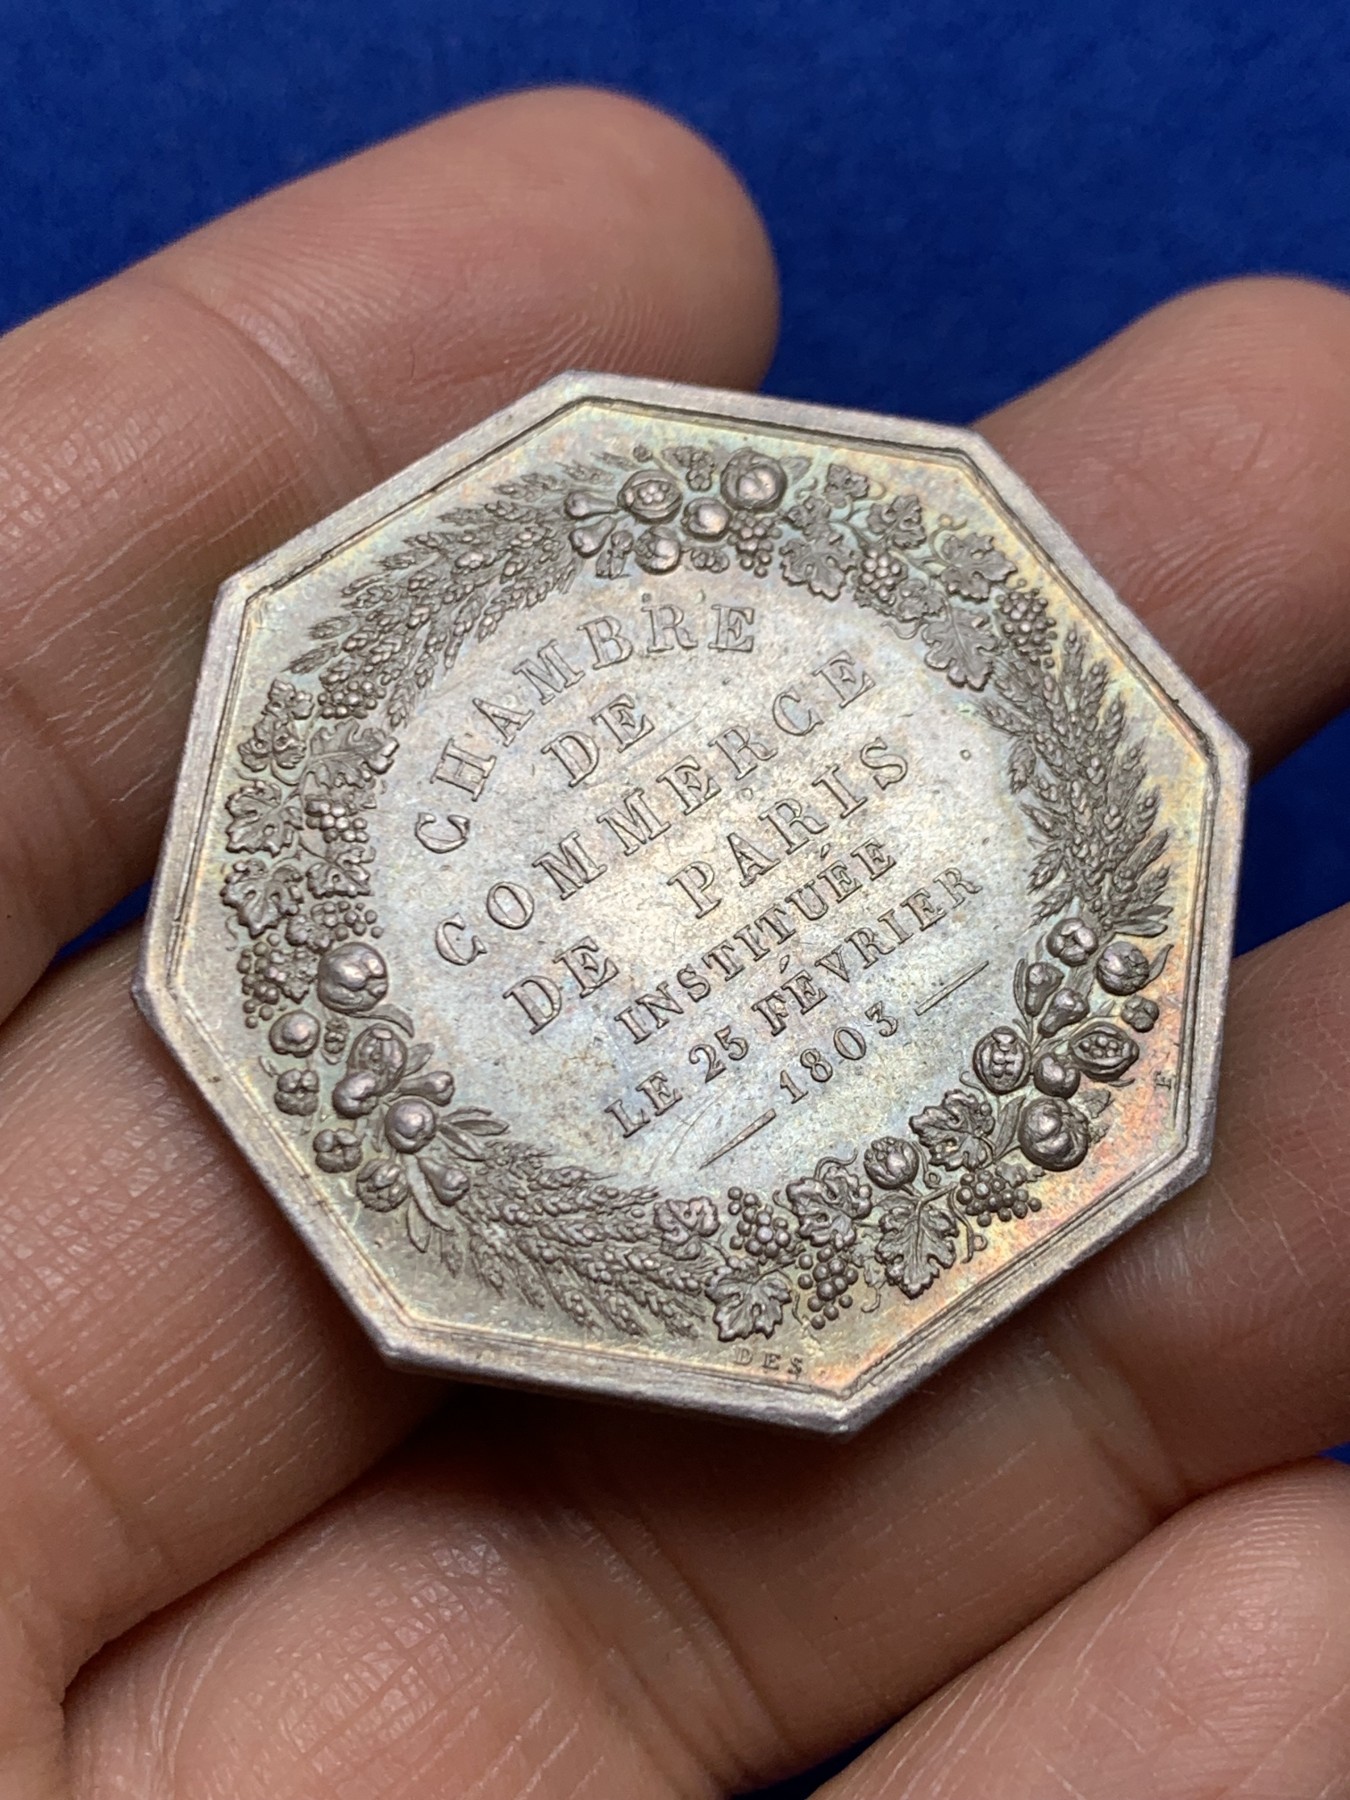 CHAMBRE
DE
COMMERCE
DE PARIS
INSTITUÉE
LE 25 FÉVRIER
1803
DES
F.